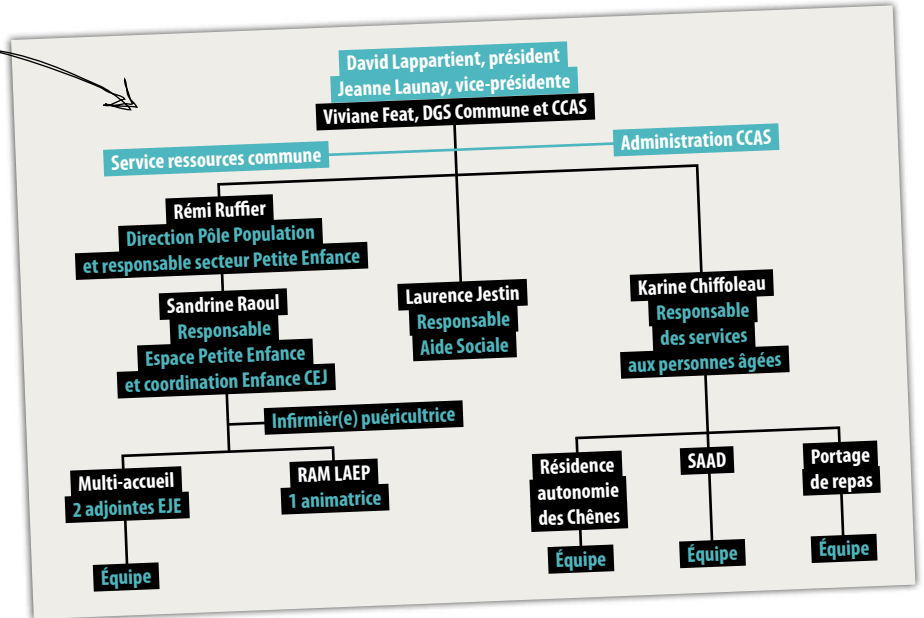 David Lappartient, président
Jeanne Launay, vice-présidente
Viviane Feat, DGS Commune et CCAS
Service ressources commune
Administration CCAS
Rémi Ruffier
Direction Pôle Population
et responsable secteur Petite Enfance
Sandrine Raoul
Responsable
Espace Petite Enfance
et coordination Enfance CEJ
Laurence Jestin
Responsable
Aide Sociale
Karine Chiffoleau
Responsable
des services
aux personnes âgées
Infirmièr(e) puéricultrice
Multi-accueil
2 adjointes EJE
Équipe
RAM LAEP
1 animatrice
Résidence
autonomie
des Chênes
Équipe
SAAD
Équipe
Portage
de repas
Équipe